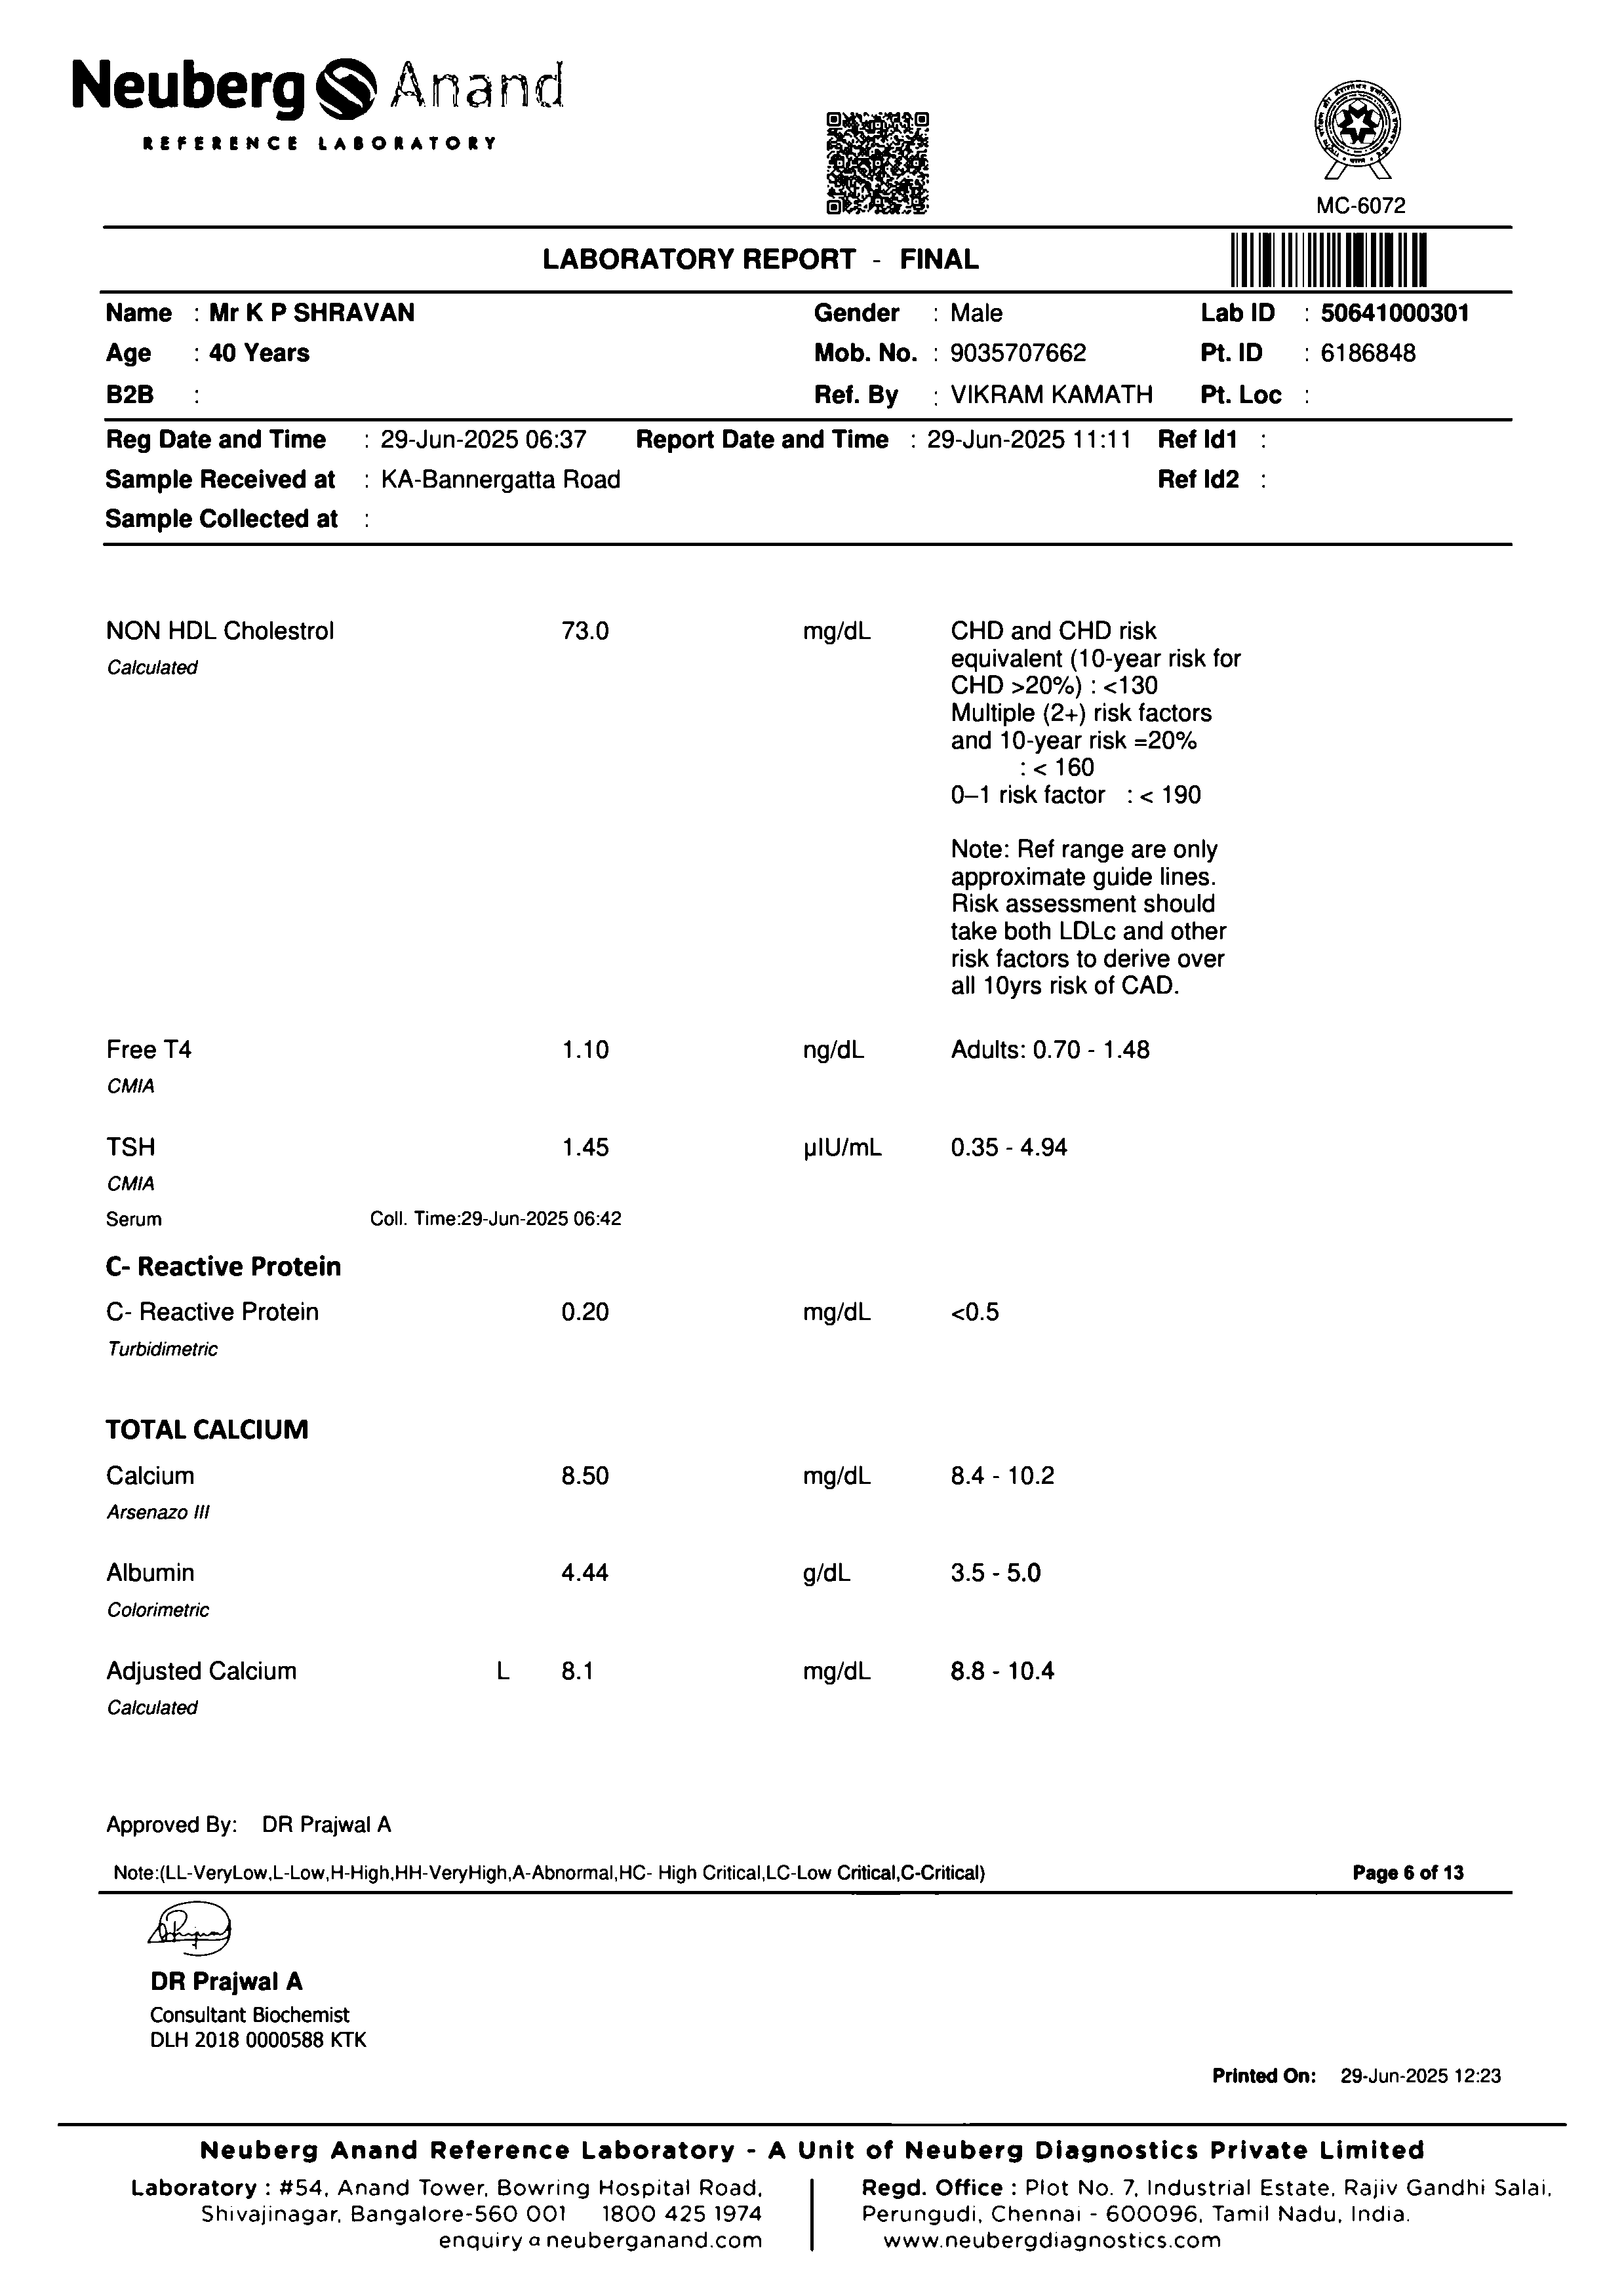 Neuberg Anand
REFERENCE LABORATORY
MC-6072
LABORATORY REPORT - FINAL
Name : Mr K P SHRAVAN Gender : Male Lab ID : 50641000301
Age : 40 Years Mob. No. : 9035707662 Pt. ID : 6186848
B2B : Ref. By : VIKRAM KAMATH Pt. Loc :
Reg Date and Time : 29-Jun-2025 06:37 Report Date and Time : 29-Jun-2025 11:11 Ref Id1 :
Sample Received at : KA-Bannergatta Road Ref Id2 :
Sample Collected at :
NON HDL Cholestrol 73.0 mg/dL CHD and CHD risk
Calculated equivalent (10-year risk for
CHD >20%) : <130
Multiple (2+) risk factors
and 10-year risk =20%
: < 160
0–1 risk factor : < 190
Note: Ref range are only
approximate guide lines.
Risk assessment should
take both LDLc and other
risk factors to derive over
all 10yrs risk of CAD.
Free T4 1.10 ng/dL Adults: 0.70 - 1.48
CMIA
TSH 1.45 µIU/mL 0.35 - 4.94
CMIA
Serum Coll. Time:29-Jun-2025 06:42
C- Reactive Protein
C- Reactive Protein 0.20 mg/dL <0.5
Turbidimetric
TOTAL CALCIUM
Calcium 8.50 mg/dL 8.4 - 10.2
Arsenazo III
Albumin 4.44 g/dL 3.5 - 5.0
Colorimetric
Adjusted Calcium L 8.1 mg/dL 8.8 - 10.4
Calculated
Approved By: DR Prajwal A
Note:(LL-VeryLow,L-Low,H-High,HH-VeryHigh,A-Abnormal,HC- High Critical,LC-Low Critical,C-Critical) Page 6 of 13
DR Prajwal A
Consultant Biochemist
DLH 2018 0000588 KTK
Printed On: 29-Jun-2025 12:23
Neuberg Anand Reference Laboratory - A Unit of Neuberg Diagnostics Private Limited
Laboratory : #54, Anand Tower, Bowring Hospital Road, Regd. Office : Plot No. 7, Industrial Estate, Rajiv Gandhi Salai,
Shivajinagar, Bangalore-560 001 1800 425 1974 Perungudi, Chennai - 600096, Tamil Nadu, India.
enquiry@neuberganand.com www.neubergdiagnostics.com